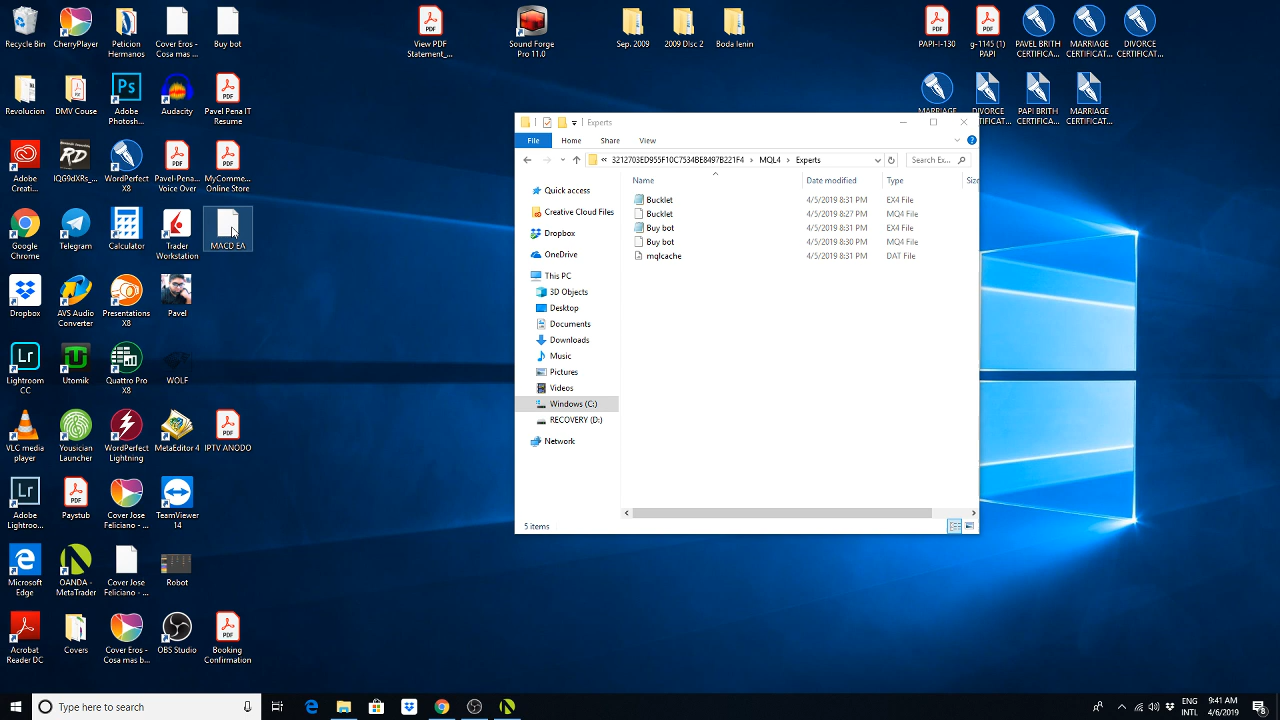 Recycle Bin
CherryPlayer
Peticion
Hermanos
Cover Eros -
Cosa mas ...
Buy bot
View PDF
Statement_...
Sound Forge
Pro 11.0
Sep. 2009
2009 DIsc 2
Boda lenin
PAPI-I-130
g-1145 (1)
PAPI
PAVEL BRITH
CERTIFICA...
MARRIAGE
CERTIFICAT...
DIVORCE
CERTIFICAT...
Revolucion
DMV Couse
Adobe
Photosh...
Audacity
Pavel Pena IT
Resume
MARRIAGE
DIVORCE
...TIFICAT...
PAPI BRITH
CERTIFICA...
MARRIAGE
CERTIFICAT...
Adobe
Creati...
IQG9dXRs_...
WordPerfect
X8
Pavel-Pena...
Voice Over
MyComme...
Online Store
Google
Chrome
Telegram
Calculator
Trader
Workstation
MACD EA
Dropbox
AVS Audio
Converter
Presentations
X8
Pavel
Lightroom
CC
Utomik
Quattro Pro
X8
WOLF
VLC media
player
Yousician
Launcher
WordPerfect
Lightning
MetaEditor 4
IPTV ANODO
Adobe
Lightroo...
Paystub
Cover Jose
Feliciano - ...
TeamViewer
14
Microsoft
Edge
OANDA -
MetaTrader
Cover Jose
Feliciano - ...
Robot
Acrobat
Reader DC
Covers
Cover Eros -
Cosa mas b...
OBS Studio
Booking
Confirmation
Experts
File Home Share View
« 3212703ED955F10C7534BE8497B221F4 > MQL4 > Experts
Search Ex...
Name Date modified Type Size
Bucklet 4/5/2019 8:31 PM EX4 File
Bucklet 4/5/2019 8:27 PM MQ4 File
Buy bot 4/5/2019 8:31 PM EX4 File
Buy bot 4/5/2019 8:30 PM MQ4 File
mqlcache 4/5/2019 8:31 PM DAT File
Quick access
Creative Cloud Files
Dropbox
OneDrive
This PC
3D Objects
Desktop
Documents
Downloads
Music
Pictures
Videos
Windows (C:)
RECOVERY (D:)
Network
5 items
Type here to search
ENG
INTL
9:41 AM
4/6/2019